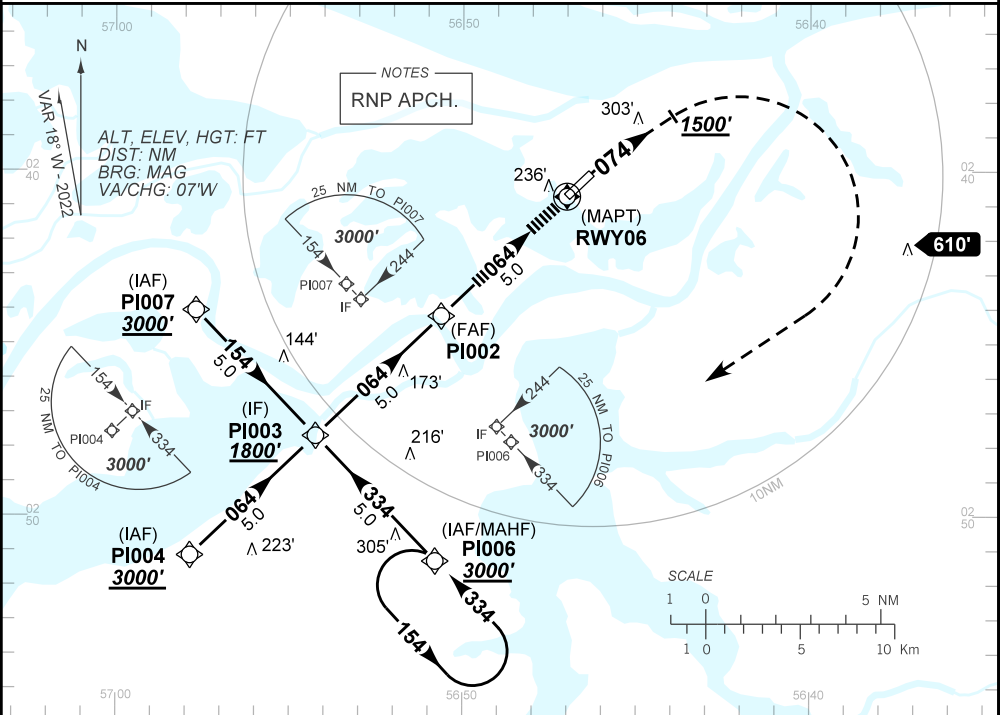 57 00
56 50
56 40
N
VAR 18° W - 2022
ALT, ELEV, HGT: FT
DIST: NM
BRG: MAG
VA/CHG: 07'W
NOTES
RNP APCH.
303'
1500'
074
02 40
02 40
236'
(MAPT)
RWY06
25 NM TO PI007
3000'
154
244
PI007
IF
610'
064
5.0
(IAF)
PI007
3000'
(FAF)
PI002
144'
154
5.0
064
5.0
173'
25 NM TO PI004
154
IF
PI004
334
3000'
(IF)
PI003
1800'
216'
25 NM TO PI006
244
IF
3000'
PI006
334
10NM
064
5.0
334
5.0
02 50
02 50
(IAF)
PI004
3000'
223'
305'
(IAF/MAHF)
PI006
3000'
334
154
SCALE
1 0 5 NM
1 0 5 10 Km
57 00
56 50
56 40